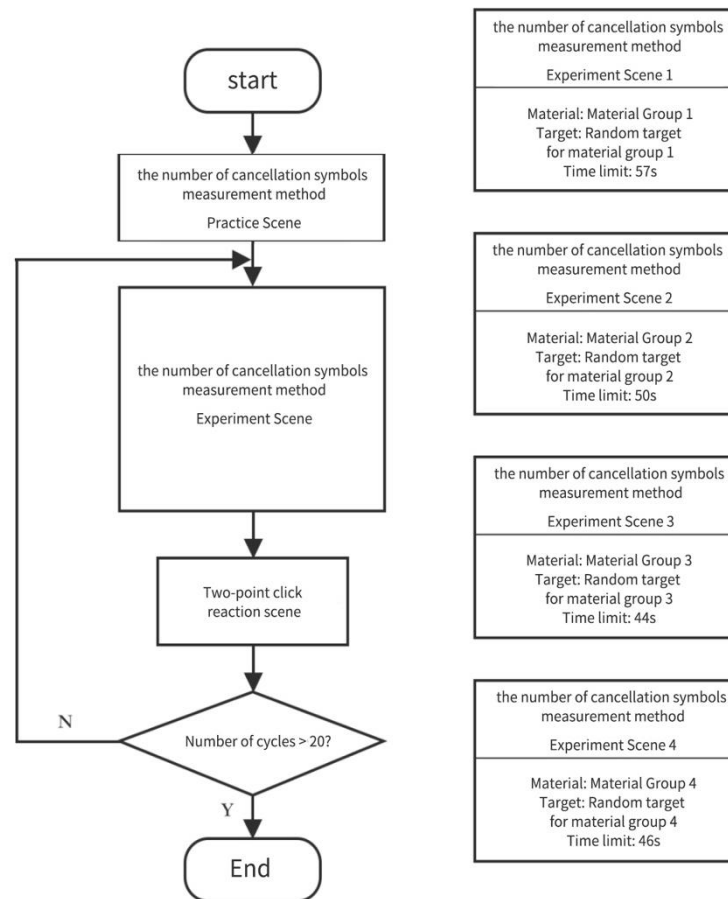 start
the number of cancellation symbols
measurement method
Practice Scene
the number of cancellation symbols
measurement method
Experiment Scene
Two-point click
reaction scene
Number of cycles > 20?
N
Y
End
the number of cancellation symbols
measurement method
Experiment Scene 1
Material: Material Group 1
Target: Random target
for material group 1
Time limit: 57s
the number of cancellation symbols
measurement method
Experiment Scene 2
Material: Material Group 2
Target: Random target
for material group 2
Time limit: 50s
the number of cancellation symbols
measurement method
Experiment Scene 3
Material: Material Group 3
Target: Random target
for material group 3
Time limit: 44s
the number of cancellation symbols
measurement method
Experiment Scene 4
Material: Material Group 4
Target: Random target
for material group 4
Time limit: 46s